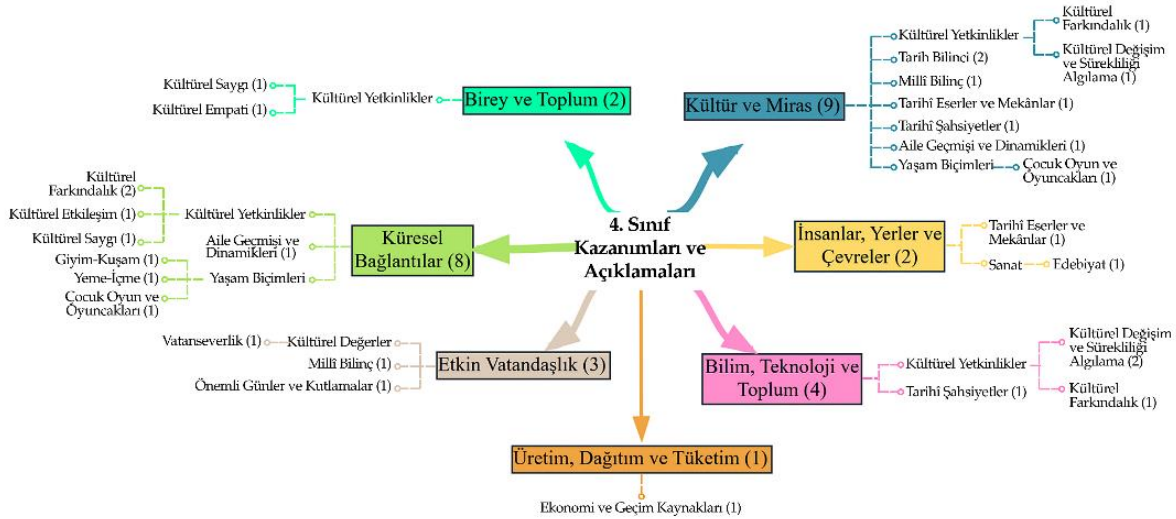 Kültürel Saygı (1)
Kültürel Empati (1)
Kültürel Yetkinlikler
Birey ve Toplum (2)
Kültür ve Miras (9)
Kültürel Yetkinlikler
Kültürel
Farkındalık (1)
Kültürel Değişim
ve Sürekliliği
Algılama (1)
Tarih Bilinci (2)
Millî Bilinç (1)
Tarihî Eserler ve Mekânlar (1)
Tarihî Şahsiyetler (1)
Aile Geçmişi ve Dinamikleri (1)
Yaşam Biçimleri
Çocuk Oyun ve
Oyuncakları (1)
4. Sınıf
Kazanımları ve
Açıklamaları
Kültürel
Farkındalık (2)
Kültürel Etkileşim (1)
Kültürel Saygı (1)
Giyim-Kuşam (1)
Yeme-İçme (1)
Çocuk Oyun ve
Oyuncakları (1)
Kültürel Yetkinlikler
Aile Geçmişi ve
Dinamikleri (1)
Yaşam Biçimleri
Küresel
Bağlantılar (8)
İnsanlar, Yerler ve
Çevreler (2)
Tarihî Eserler ve
Mekânlar (1)
Sanat
Edebiyat (1)
Vatanseverlik (1)
Kültürel Değerler
Millî Bilinç (1)
Önemli Günler ve Kutlamalar (1)
Etkin Vatandaşlık (3)
Bilim, Teknoloji ve
Toplum (4)
Kültürel Yetkinlikler
Tarihî Şahsiyetler (1)
Kültürel Değişim
ve Sürekliliği
Algılama (2)
Kültürel
Farkındalık (1)
Üretim, Dağıtım ve Tüketim (1)
Ekonomi ve Geçim Kaynakları (1)